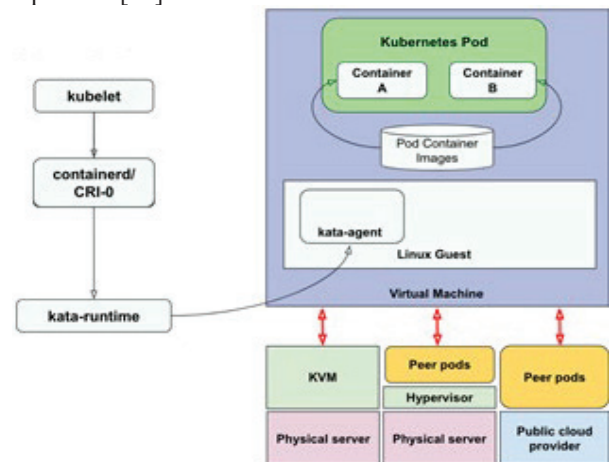 Kubernetes Pod
Container
A
Container
B
Pod Container
Images
kubelet
containerd/
CRI-0
kata-runtime
kata-agent
Linux Guest
Virtual Machine
KVM
Physical server
Peer pods
Hypervisor
Physical server
Peer pods
Public cloud
provider